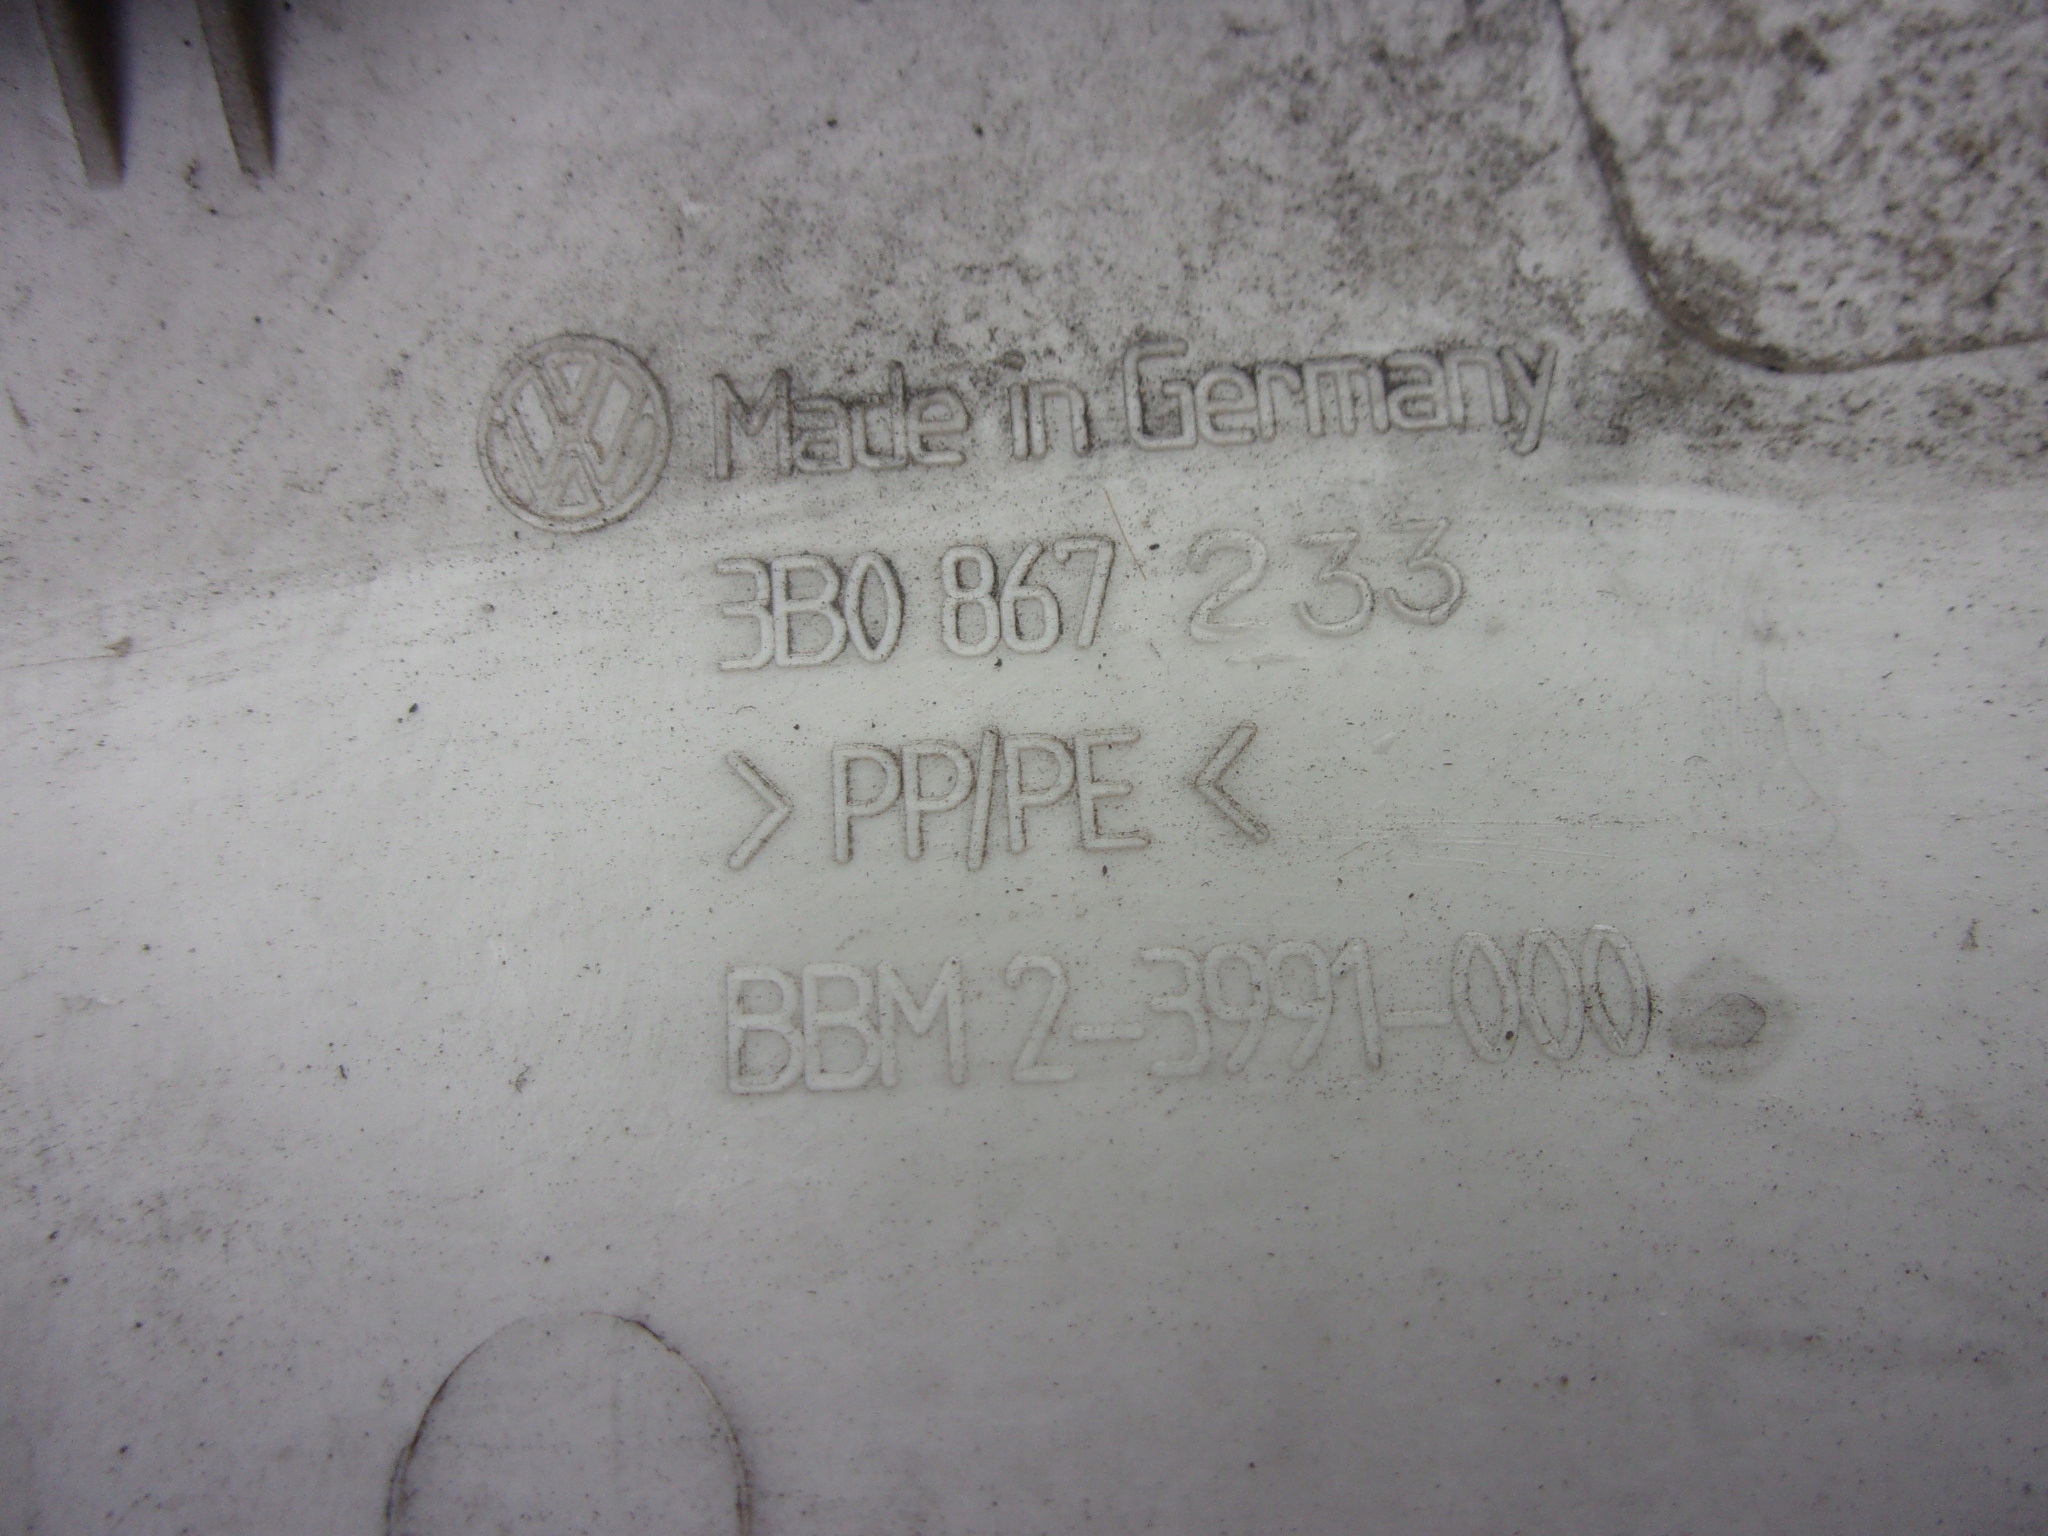 Made in Germany
3B0 867 233
>PP/PE<
BBM 2-3991-000